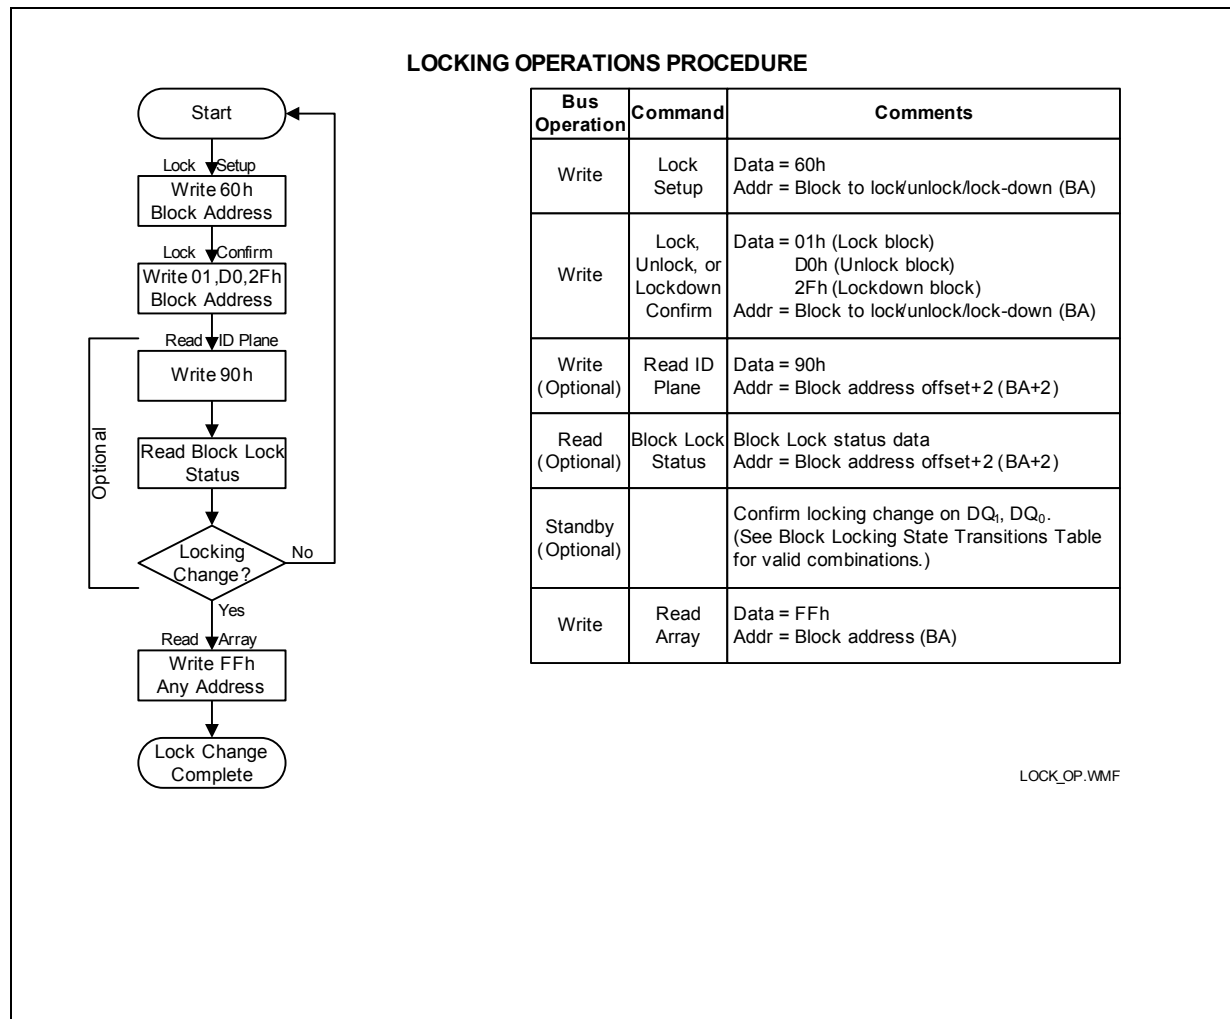 LOCKING OPERATIONS PROCEDURE
Start
Lock Setup
Write 60h
Block Address
Lock Confirm
Write 01,D0,2Fh
Block Address
Read ID Plane
Write 90h
Optional
Read Block Lock
Status
Locking
Change?
No
Yes
Read Array
Write FFh
Any Address
Lock Change
Complete
Bus
Operation
Command
Comments
Write
Lock
Setup
Data = 60h
Addr = Block to lock/unlock/lock-down (BA)
Write
Lock,
Unlock, or
Lockdown
Confirm
Data = 01h (Lock block)
D0h (Unlock block)
2Fh (Lockdown block)
Addr = Block to lock/unlock/lock-down (BA)
Write
(Optional)
Read ID
Plane
Data = 90h
Addr = Block address offset+2 (BA+2)
Read
(Optional)
Block Lock
Status
Block Lock status data
Addr = Block address offset+2 (BA+2)
Standby
(Optional)
Confirm locking change on DQ₁, DQ₀.
(See Block Locking State Transitions Table
for valid combinations.)
Write
Read
Array
Data = FFh
Addr = Block address (BA)
LOCK_OP.WMF